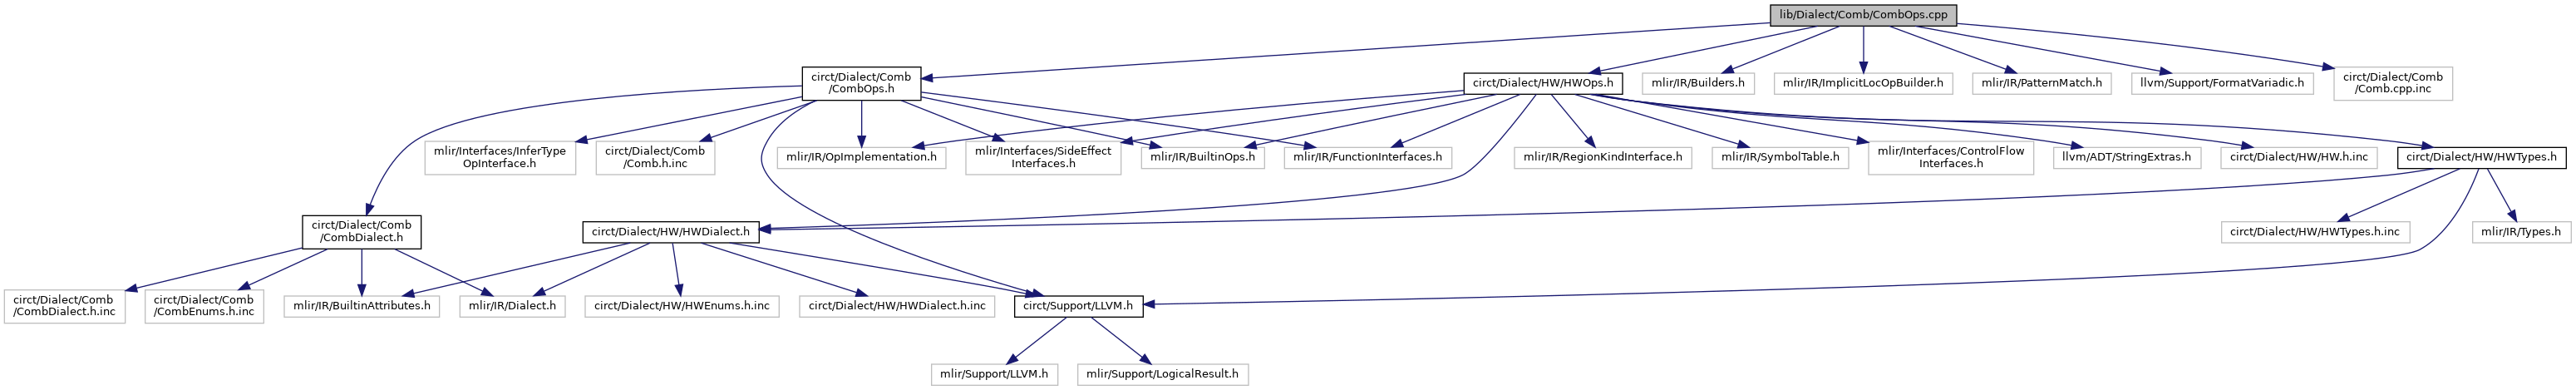 lib/Dialect/Comb/CombOps.cpp
circt/Dialect/Comb
/CombOps.h
circt/Dialect/HW/HWOps.h
mlir/IR/Builders.h
mlir/IR/ImplicitLocOpBuilder.h
mlir/IR/PatternMatch.h
llvm/Support/FormatVariadic.h
circt/Dialect/Comb
/Comb.cpp.inc
mlir/Interfaces/InferType
OpInterface.h
circt/Dialect/Comb
/Comb.h.inc
mlir/IR/OpImplementation.h
mlir/Interfaces/SideEffect
Interfaces.h
mlir/IR/BuiltinOps.h
mlir/IR/FunctionInterfaces.h
mlir/IR/RegionKindInterface.h
mlir/IR/SymbolTable.h
mlir/Interfaces/ControlFlow
Interfaces.h
llvm/ADT/StringExtras.h
circt/Dialect/HW/HW.h.inc
circt/Dialect/HW/HWTypes.h
circt/Dialect/Comb
/CombDialect.h
circt/Dialect/HW/HWDialect.h
circt/Dialect/HW/HWTypes.h.inc
mlir/IR/Types.h
circt/Dialect/Comb
/CombDialect.h.inc
circt/Dialect/Comb
/CombEnums.h.inc
mlir/IR/BuiltinAttributes.h
mlir/IR/Dialect.h
circt/Dialect/HW/HWEnums.h.inc
circt/Dialect/HW/HWDialect.h.inc
circt/Support/LLVM.h
mlir/Support/LLVM.h
mlir/Support/LogicalResult.h